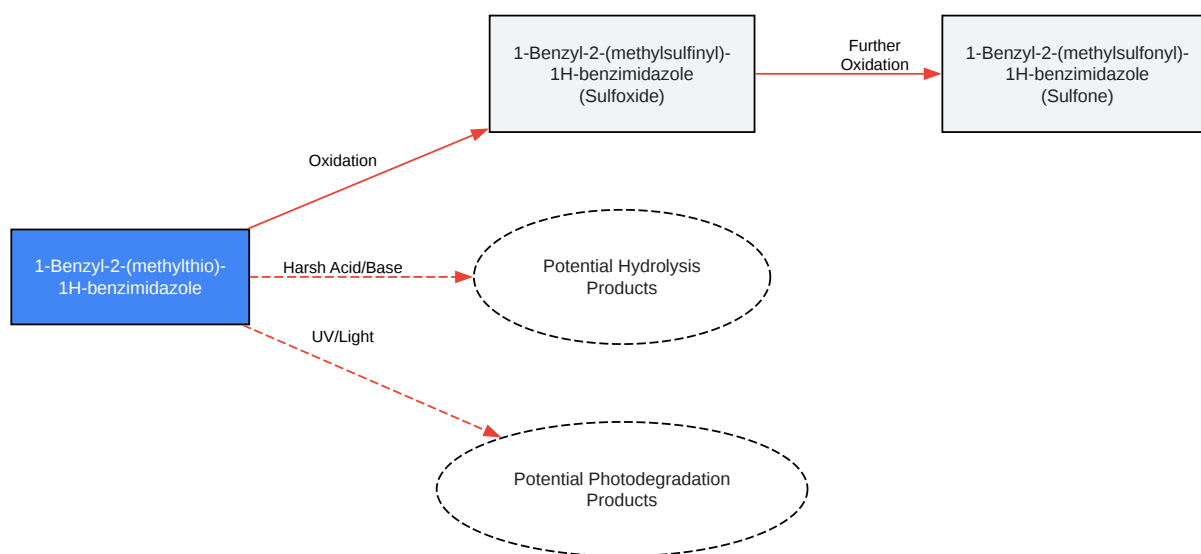 1-Benzyl-2-(methylsulfinyl)-
1H-benzimidazole
(Sulfoxide)
Further
Oxidation
1-Benzyl-2-(methylsulfonyl)-
1H-benzimidazole
(Sulfone)
Oxidation
1-Benzyl-2-(methylthio)-
1H-benzimidazole
Harsh Acid/Base
Potential Hydrolysis
Products
UV/Light
Potential Photodegradation
Products